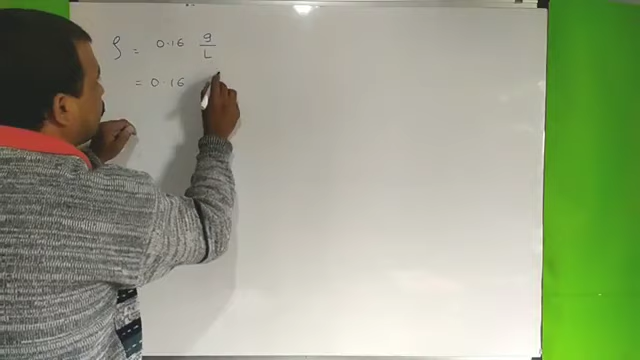 ρ = 0.16 g/L
= 0.16